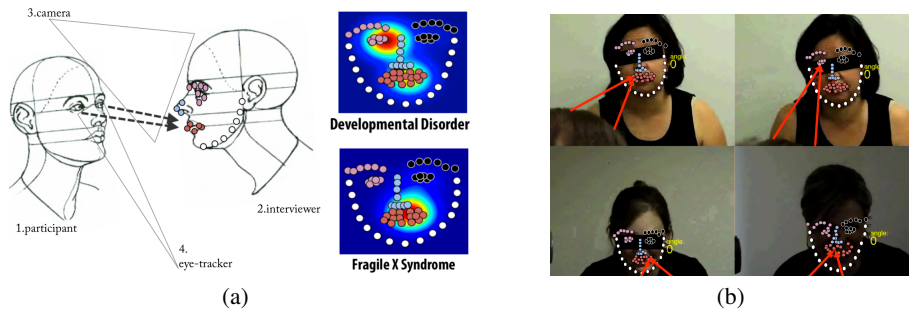 3.camera
1.participant
2.interviewer
4.
eye-tracker
Developmental Disorder
Fragile X Syndrome
(a)
angle:
0
angle:
0
angle:
0
angle:
0
(b)